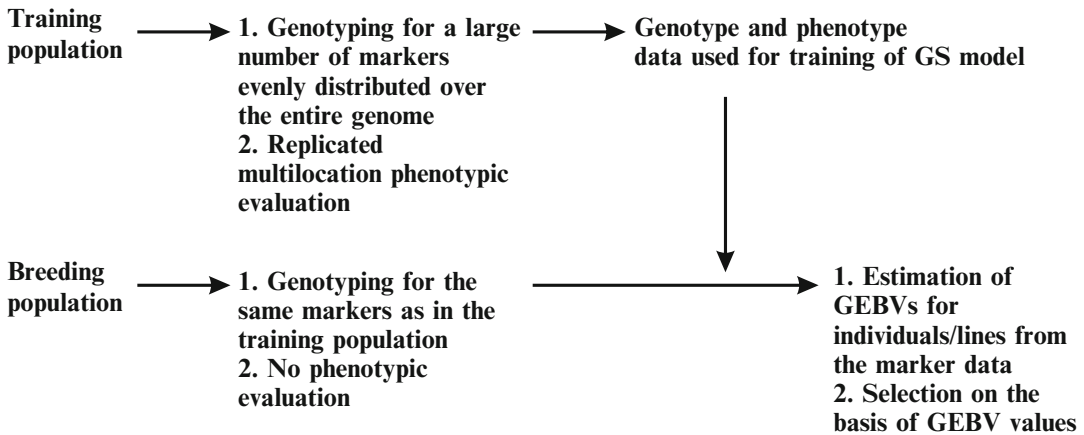 Training
population
1. Genotyping for a large
number of markers
evenly distributed over
the entire genome
2. Replicated
multilocation phenotypic
evaluation
Genotype and phenotype
data used for training of GS model
Breeding
population
1. Genotyping for the
same markers as in the
training population
2. No phenotypic
evaluation
1. Estimation of
GEBVs for
individuals/lines from
the marker data
2. Selection on the
basis of GEBV values